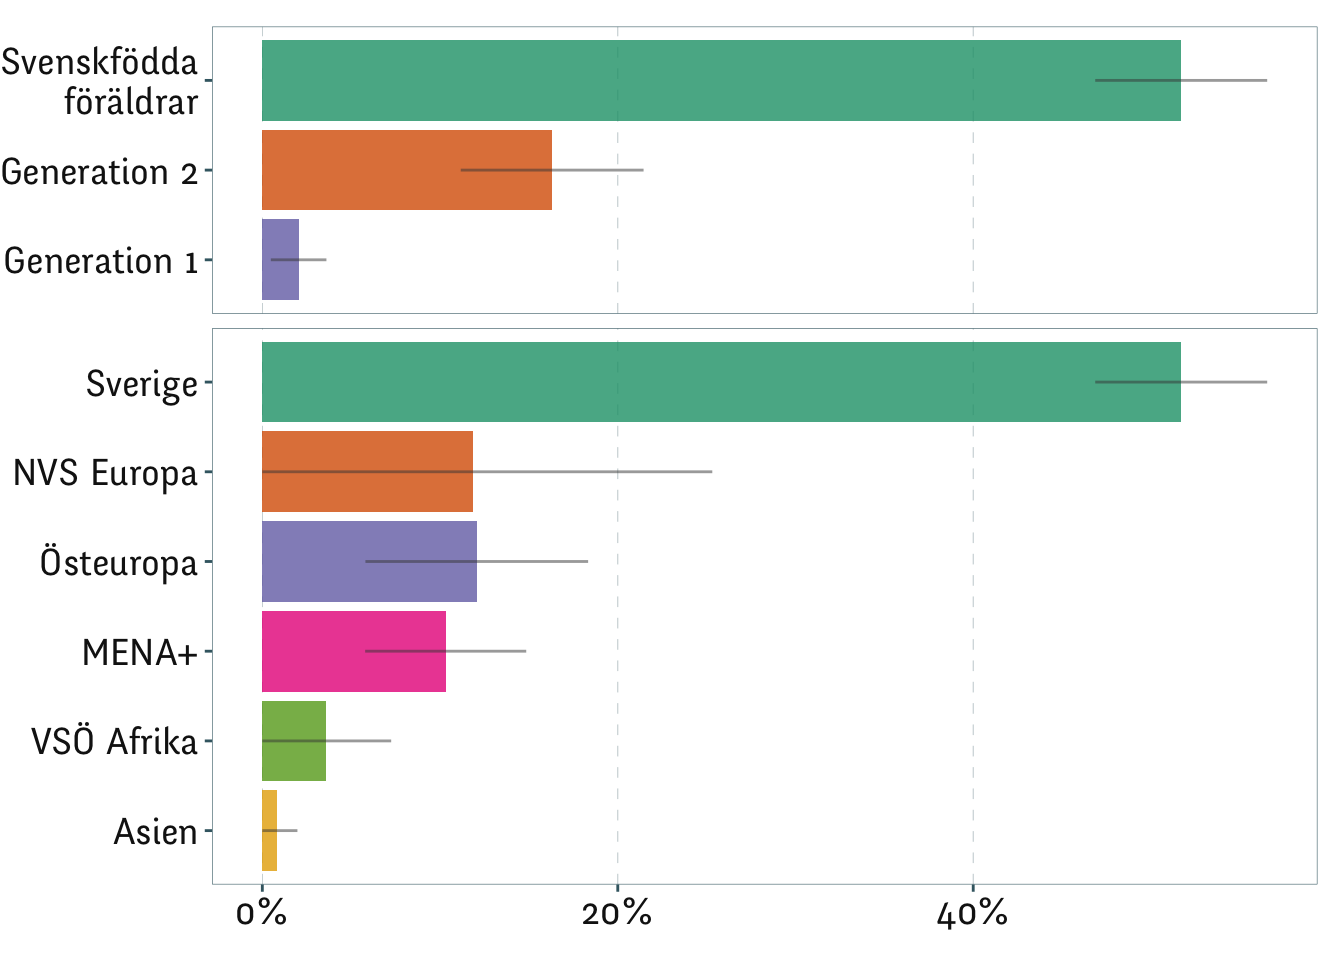 Svenskfödda
föräldrar
Generation 2
Generation 1
Sverige
NVS Europa
Östeuropa
MENA+
VSÖ Afrika
Asien
0% 20% 40%